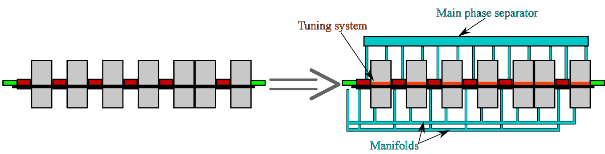 Main phase separator
Tuning system
Manifolds